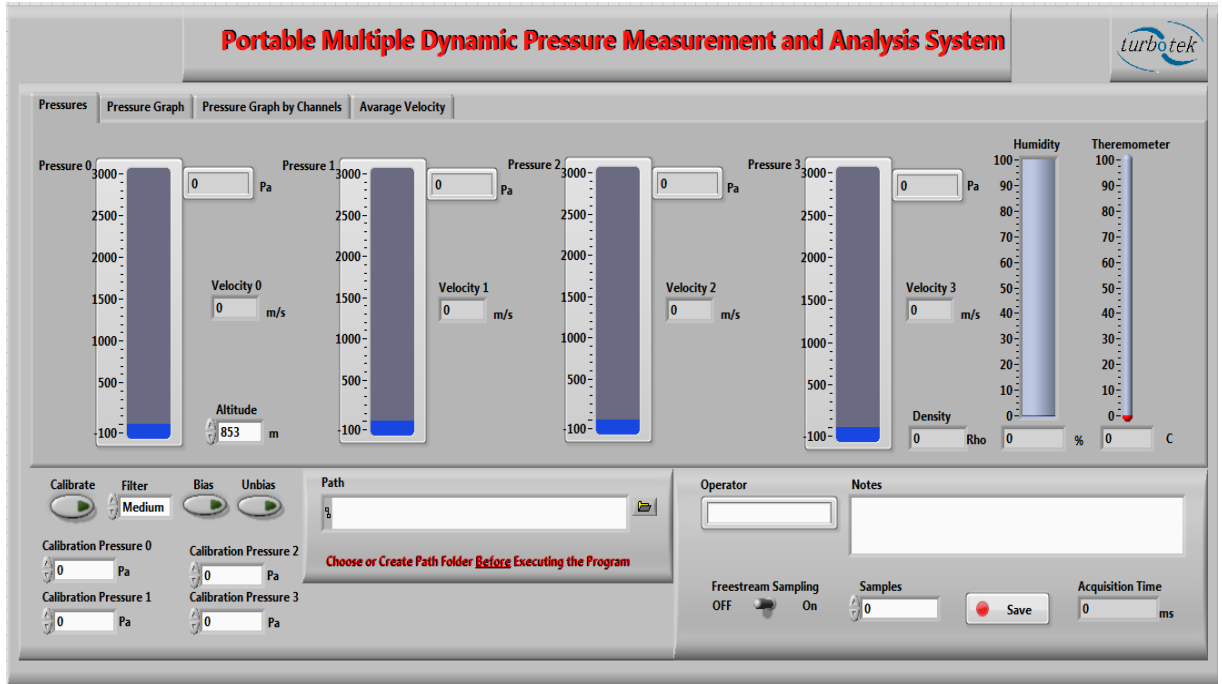 Portable Multiple Dynamic Pressure Measurement and Analysis System
turbotek
Pressures Pressure Graph Pressure Graph by Channels Avarage Velocity
Pressure 0
3000
2500
2000
1500
1000
500
-100
0 Pa
Velocity 0
0 m/s
Altitude
853 m
Pressure 1
3000
2500
2000
1500
1000
500
-100
0 Pa
Velocity 1
0 m/s
Pressure 2
3000
2500
2000
1500
1000
500
-100
0 Pa
Velocity 2
0 m/s
Pressure 3
3000
2500
2000
1500
1000
500
-100
0 Pa
Velocity 3
0 m/s
Density
0 Rho
Humidity
100
90
80
70
60
50
40
30
20
10
0
0 %
Theremometer
100
90
80
70
60
50
40
30
20
10
0
0 C
Calibrate Filter Bias Unbias
Medium
Calibration Pressure 0
0 Pa
Calibration Pressure 2
0 Pa
Calibration Pressure 1
0 Pa
Calibration Pressure 3
0 Pa
Path
Choose or Create Path Folder Before Executing the Program
Operator
Notes
Freestream Sampling
OFF On
Samples
0
Save
Acquisition Time
0 ms